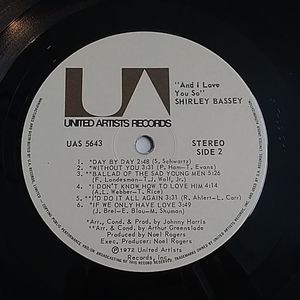 UA
"And I Love
You So"
SHIRLEY BASSEY
UNITED ARTISTS RECORDS
UAS 5643
STEREO
SIDE 2
1. *DAY BY DAY 2:48 (S. Schwartz)
2. *WITHOUT YOU 3:31 (P. Ham-T. Evans)
3. **BALLAD OF THE SAD YOUNG MEN 5:26
(F. Landesman-T.J. Wolf, Jr.)
4. *I DON'T KNOW HOW TO LOVE HIM 4:14
(A.L. Webber-T. Rice)
5. *I'D DO IT ALL AGAIN 3:31 (R. Ahlert-L. Carr)
6. *IF WE ONLY HAVE LOVE 3:49
(J. Brel-E. Blau-M. Shuman)
*Arr., Cond. & Prod. by Johnny Harris
**Arr. & Cond. by Arthur Greenslade
Produced by Noel Rogers
Exec. Producer: Noel Rogers
©1972 United Artists
Records, Inc.